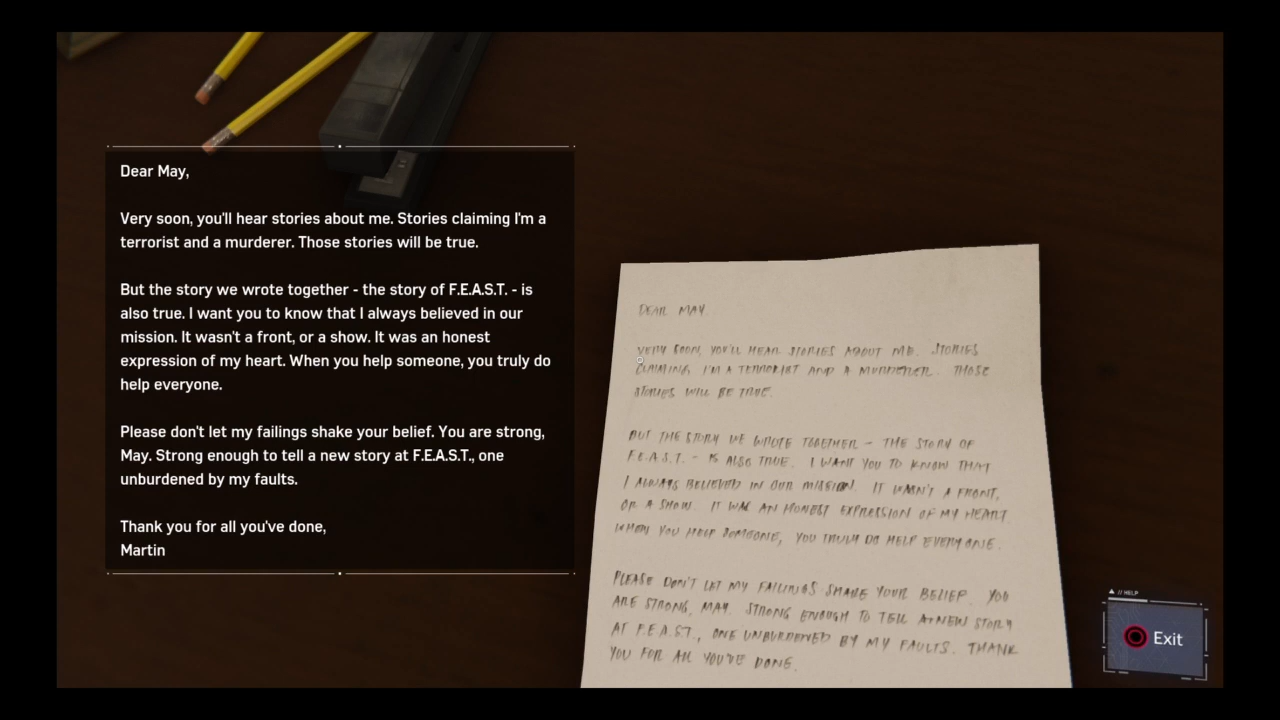 Dear May,
Very soon, you'll hear stories about me. Stories claiming I'm a
terrorist and a murderer. Those stories will be true.
But the story we wrote together - the story of F.E.A.S.T. - is
also true. I want you to know that I always believed in our
mission. It wasn't a front, or a show. It was an honest
expression of my heart. When you help someone, you truly do
help everyone.
Please don't let my failings shake your belief. You are strong,
May. Strong enough to tell a new story at F.E.A.S.T., one
unburdened by my faults.
Thank you for all you've done,
Martin
DEAR MAY
VERY SOON, YOU'LL HEAR STORIES ABOUT ME. STORIES
CLAIMING I'M A TERRORIST AND A MURDERER. THOSE
STORIES WILL BE TRUE.
BUT THE STORY WE WROTE TOGETHER - THE STORY OF
F.E.A.S.T. - IS ALSO TRUE. I WANT YOU TO KNOW THAT
I ALWAYS BELIEVED IN OUR MISSION. IT WASN'T A FRONT,
OR A SHOW. IT WAS AN HONEST EXPRESSION OF MY HEART.
WHEN YOU HELP SOMEONE, YOU TRULY DO HELP EVERYONE.
PLEASE DON'T LET MY FAILINGS SHAKE YOUR BELIEF. YOU
ARE STRONG, MAY. STRONG ENOUGH TO TELL A NEW STORY
AT F.E.A.S.T., ONE UNBURDENED BY MY FAULTS. THANK
YOU FOR ALL YOU'VE DONE.
// HELP
Exit